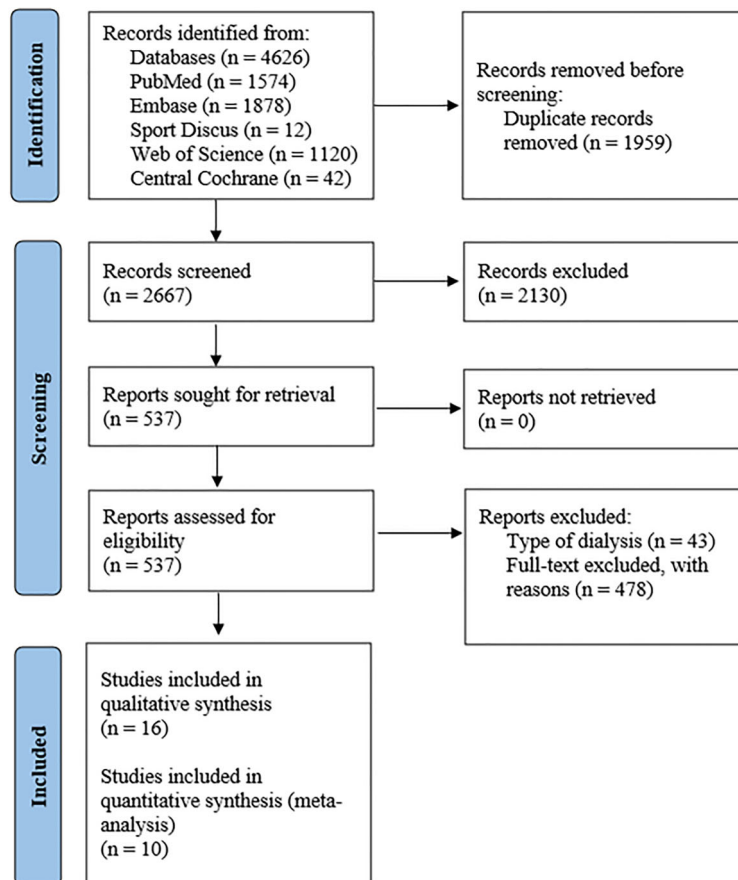 Identification
Records identified from:
Databases (n = 4626)
PubMed (n = 1574)
Embase (n = 1878)
Sport Discus (n = 12)
Web of Science (n = 1120)
Central Cochrane (n = 42)
Records removed before
screening:
Duplicate records
removed (n = 1959)
Screening
Records screened
(n = 2667)
Records excluded
(n = 2130)
Reports sought for retrieval
(n = 537)
Reports not retrieved
(n = 0)
Reports assessed for
eligibility
(n = 537)
Reports excluded:
Type of dialysis (n = 43)
Full-text excluded, with
reasons (n = 478)
Included
Studies included in
qualitative synthesis
(n = 16)
Studies included in
quantitative synthesis (meta-
analysis)
(n = 10)